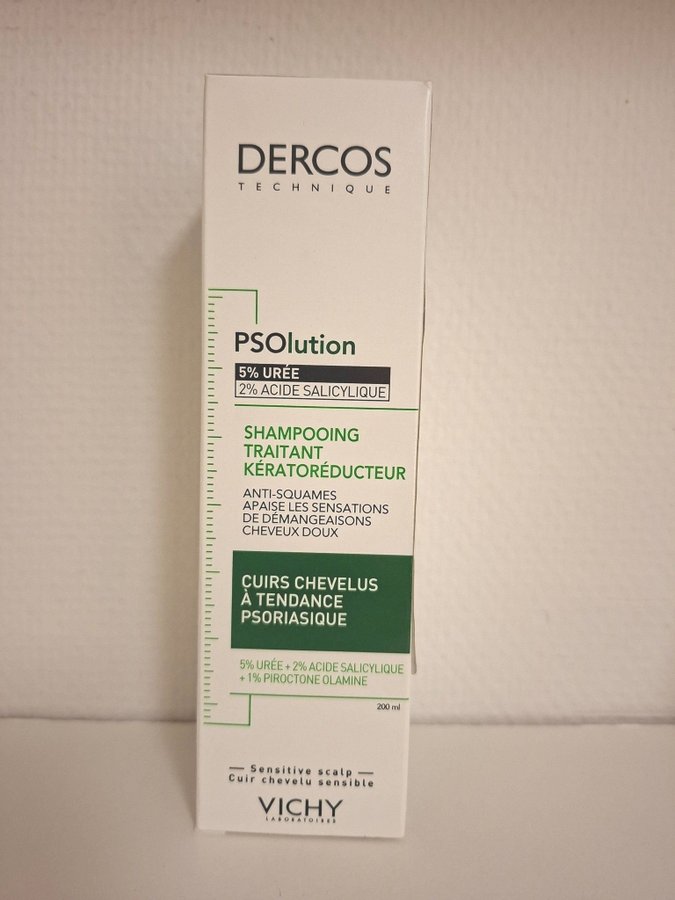 DERCOS
TECHNIQUE
PSOlution
5% URÉE
2% ACIDE SALICYLIQUE
SHAMPOOING
TRAITANT
KÉRATORÉDUCTEUR
ANTI-SQUAMES
APAISE LES SENSATIONS
DE DÉMANGEAISONS
CHEVEUX DOUX
CUIRS CHEVELUS
À TENDANCE
PSORIASIQUE
5% URÉE + 2% ACIDE SALICYLIQUE
+ 1% PIROCTONE OLAMINE
200 ml
— Sensitive scalp —
Cuir chevelu sensible
VICHY
LABORATOIRES